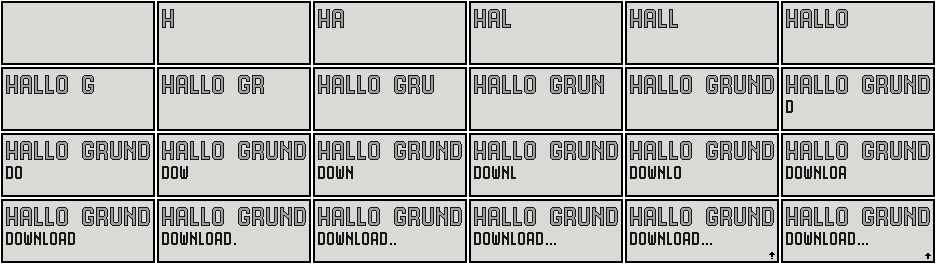 H
HA
HAL
HALL
HALLO
HALLO G
HALLO GR
HALLO GRU
HALLO GRUN
HALLO GRUND
HALLO GRUND
D
HALLO GRUND
DO
HALLO GRUND
DOW
HALLO GRUND
DOWN
HALLO GRUND
DOWNL
HALLO GRUND
DOWNLO
HALLO GRUND
DOWNLOA
HALLO GRUND
DOWNLOAD
HALLO GRUND
DOWNLOAD.
HALLO GRUND
DOWNLOAD..
HALLO GRUND
DOWNLOAD...
HALLO GRUND
DOWNLOAD...
HALLO GRUND
DOWNLOAD...